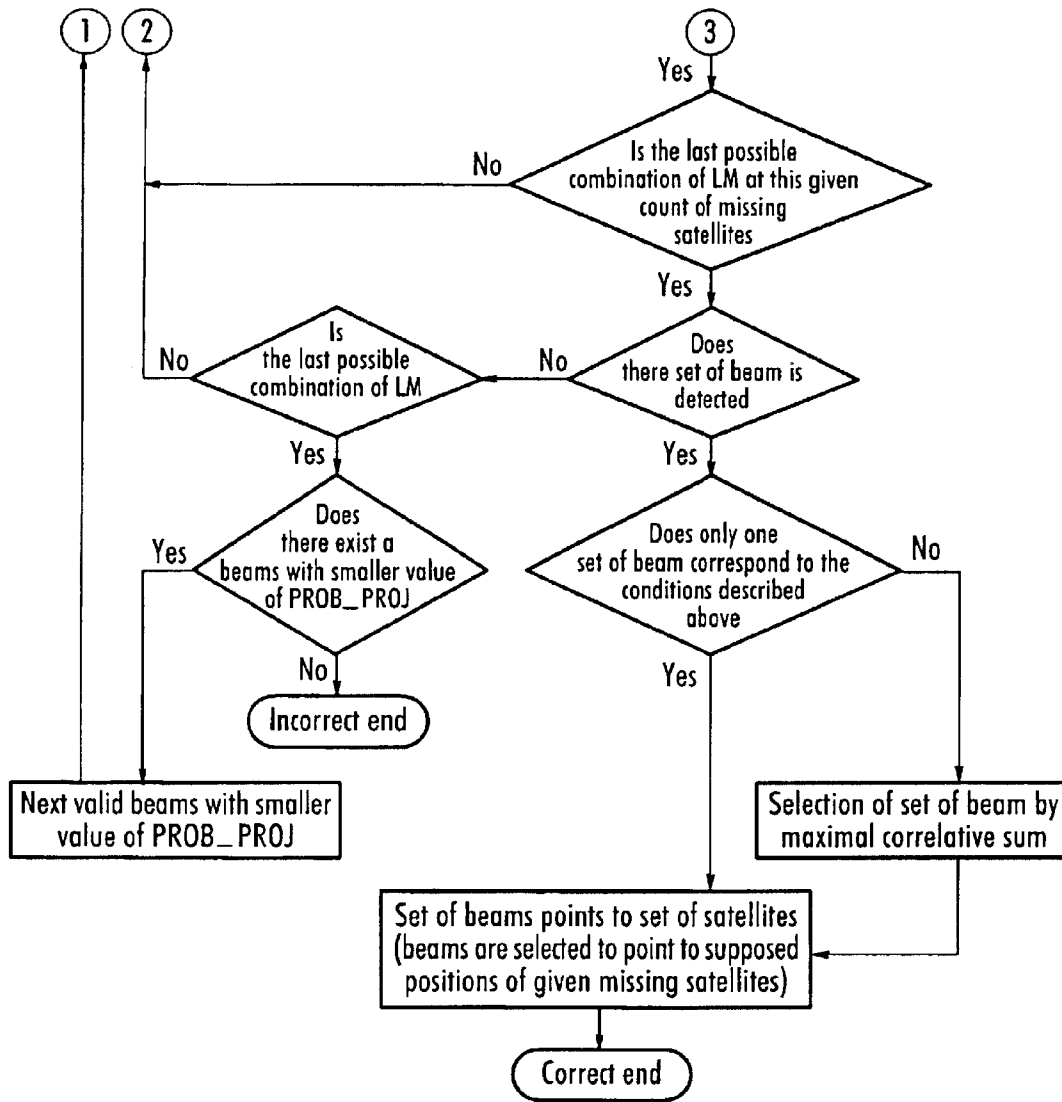 1
2
3
Yes
No
Is the last possible
combination of LM at this given
count of missing
satellites
Yes
No
Is
the last possible
combination of LM
No
Does
there set of beam is
detected
Yes
Yes
Yes
Does
there exist a
beams with smaller value
of PROB_PROJ
Does only one
set of beam correspond to the
conditions described
above
No
No
Yes
Incorrect end
Next valid beams with smaller
value of PROB_PROJ
Selection of set of beam by
maximal correlative sum
Set of beams points to set of satellites
(beams are selected to point to supposed
positions of given missing satellites)
Correct end